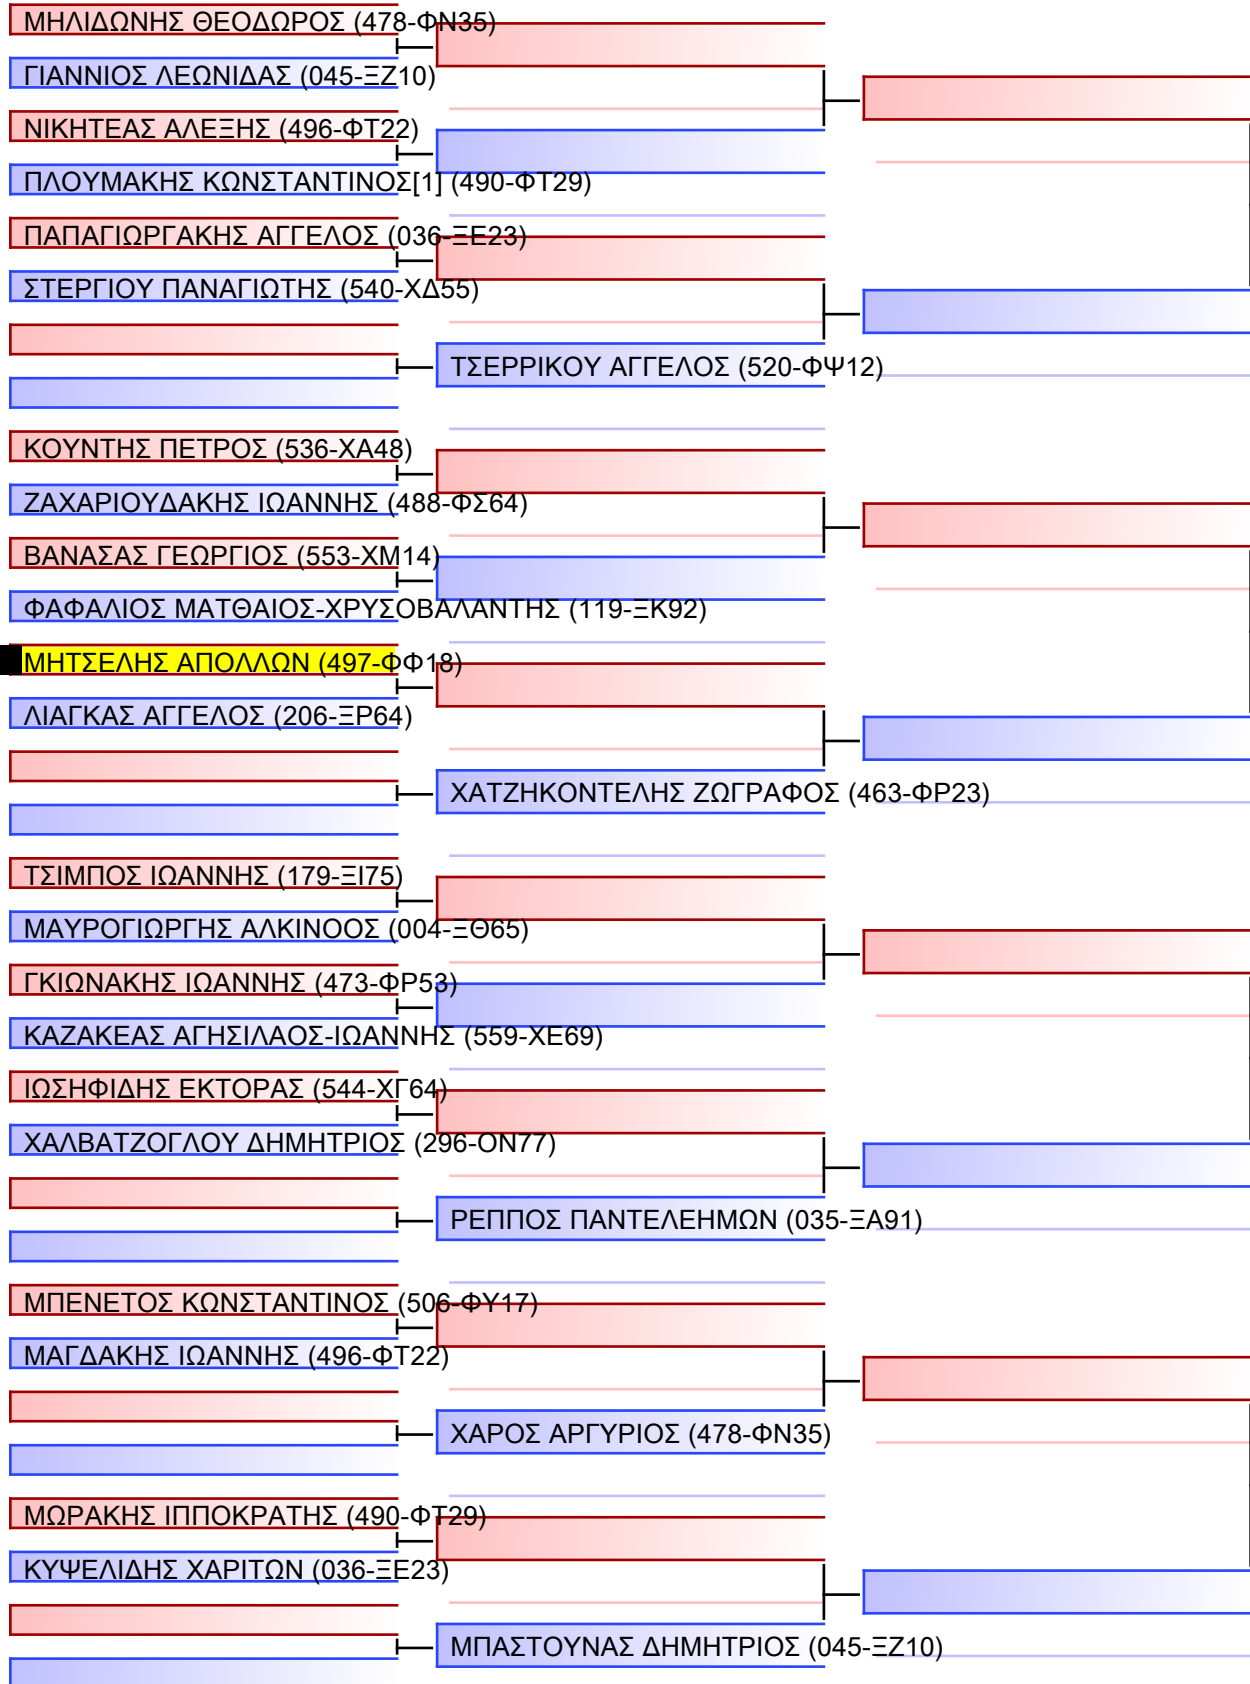 ΜΗΛΙΔΩΝΗΣ ΘΕΟΔΩΡΟΣ (478-ΦΝ35)
ΓΙΑΝΝΙΟΣ ΛΕΩΝΙΔΑΣ (045-ΞΖ10)
ΝΙΚΗΤΕΑΣ ΑΛΕΞΗΣ (496-ΦΤ22)
ΠΛΟΥΜΑΚΗΣ ΚΩΝΣΤΑΝΤΙΝΟΣ[1] (490-ΦΤ29)
ΠΑΠΑΓΙΩΡΓΑΚΗΣ ΑΓΓΕΛΟΣ (036-ΞΕ23)
ΣΤΕΡΓΙΟΥ ΠΑΝΑΓΙΩΤΗΣ (540-ΧΔ55)
ΤΣΕΡΡΙΚΟΥ ΑΓΓΕΛΟΣ (520-ΦΨ12)
ΚΟΥΝΤΗΣ ΠΕΤΡΟΣ (536-ΧΑ48)
ΖΑΧΑΡΙΟΥΔΑΚΗΣ ΙΩΑΝΝΗΣ (488-ΦΣ64)
ΒΑΝΑΣΑΣ ΓΕΩΡΓΙΟΣ (553-ΧΜ14)
ΦΑΦΑΛΙΟΣ ΜΑΤΘΑΙΟΣ-ΧΡΥΣΟΒΑΛΑΝΤΗΣ (119-ΞΚ92)
ΜΗΤΣΕΛΗΣ ΑΠΟΛΛΩΝ (497-ΦΦ18)
ΛΙΑΓΚΑΣ ΑΓΓΕΛΟΣ (206-ΞΡ64)
ΧΑΤΖΗΚΟΝΤΕΛΗΣ ΖΩΓΡΑΦΟΣ (463-ΦΡ23)
ΤΣΙΜΠΟΣ ΙΩΑΝΝΗΣ (179-ΞΙ75)
ΜΑΥΡΟΓΙΩΡΓΗΣ ΑΛΚΙΝΟΟΣ (004-ΞΘ65)
ΓΚΙΩΝΑΚΗΣ ΙΩΑΝΝΗΣ (473-ΦΡ53)
ΚΑΖΑΚΕΑΣ ΑΓΗΣΙΛΑΟΣ-ΙΩΑΝΝΗΣ (559-ΧΕ69)
ΙΩΣΗΦΙΔΗΣ ΕΚΤΟΡΑΣ (544-ΧΓ64)
ΧΑΛΒΑΤΖΟΓΛΟΥ ΔΗΜΗΤΡΙΟΣ (296-ΟΝ77)
ΡΕΠΠΟΣ ΠΑΝΤΕΛΕΗΜΩΝ (035-ΞΑ91)
ΜΠΕΝΕΤΟΣ ΚΩΝΣΤΑΝΤΙΝΟΣ (506-ΦΥ17)
ΜΑΓΔΑΚΗΣ ΙΩΑΝΝΗΣ (496-ΦΤ22)
ΧΑΡΟΣ ΑΡΓΥΡΙΟΣ (478-ΦΝ35)
ΜΩΡΑΚΗΣ ΙΠΠΟΚΡΑΤΗΣ (490-ΦΤ29)
ΚΥΨΕΛΙΔΗΣ ΧΑΡΙΤΩΝ (036-ΞΕ23)
ΜΠΑΣΤΟΥΝΑΣ ΔΗΜΗΤΡΙΟΣ (045-ΞΖ10)